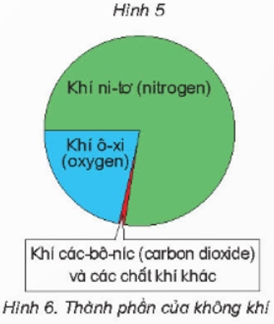 Hình 5
Khí ni-tơ (nitrogen)
Khí ô-xi
(oxygen)
Khí các-bô-níc (carbon dioxide)
và các chất khí khác
Hình 6. Thành phần của không khí